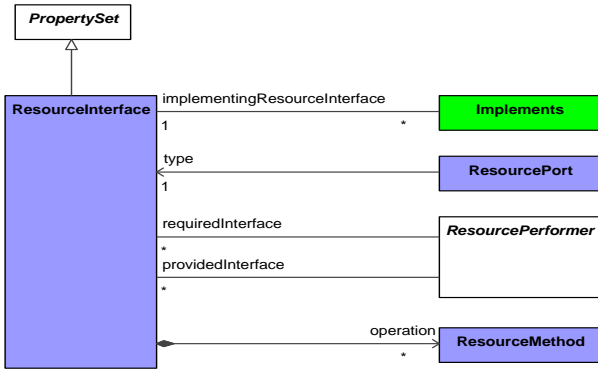 PropertySet
ResourceInterface
implementingResourceInterface
Implements
1
*
type
ResourcePort
1
requiredInterface
ResourcePerformer
*
providedInterface
*
operation
ResourceMethod
*